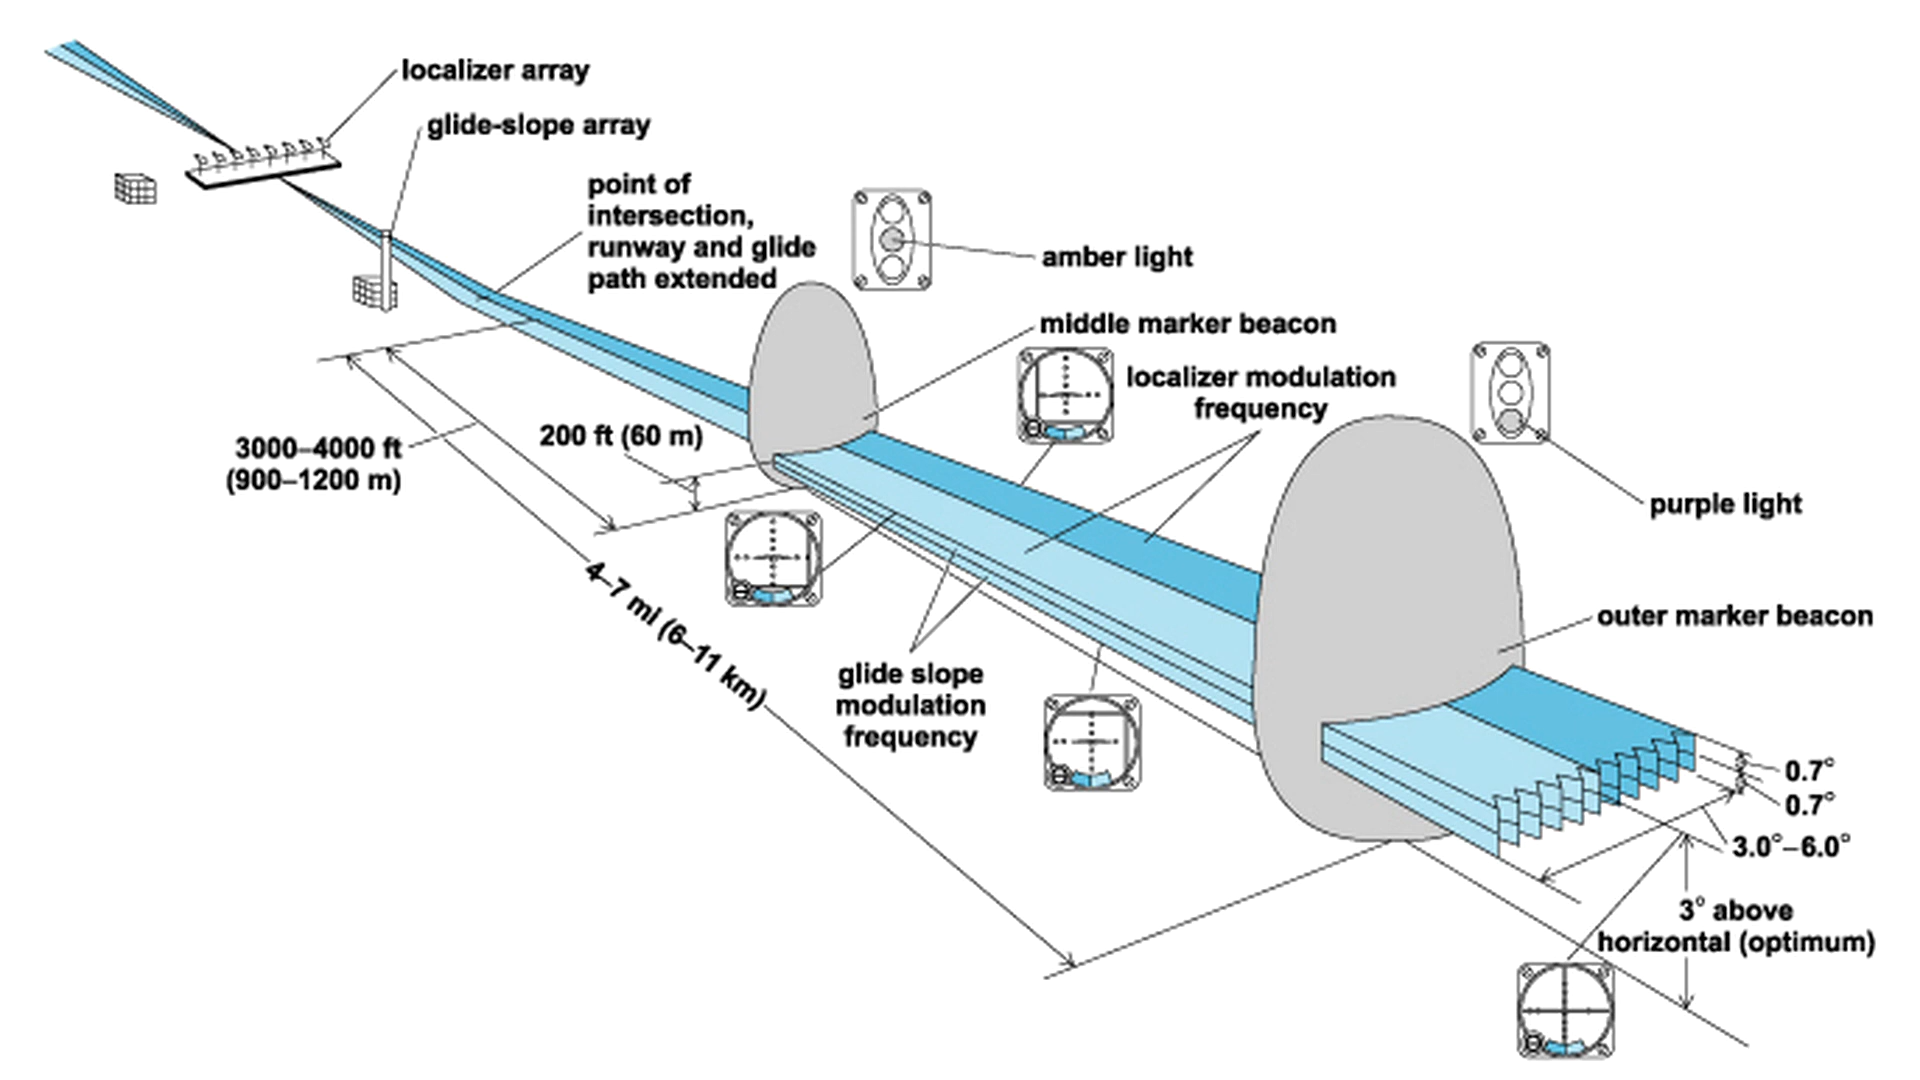 localizer array
glide-slope array
point of
intersection,
runway and glide
path extended
amber light
middle marker beacon
localizer modulation
frequency
3000–4000 ft
(900–1200 m)
200 ft (60 m)
purple light
4–7 mi (6–11 km)
outer marker beacon
glide slope
modulation
frequency
0.7°
0.7°
3.0°–6.0°
3° above
horizontal (optimum)